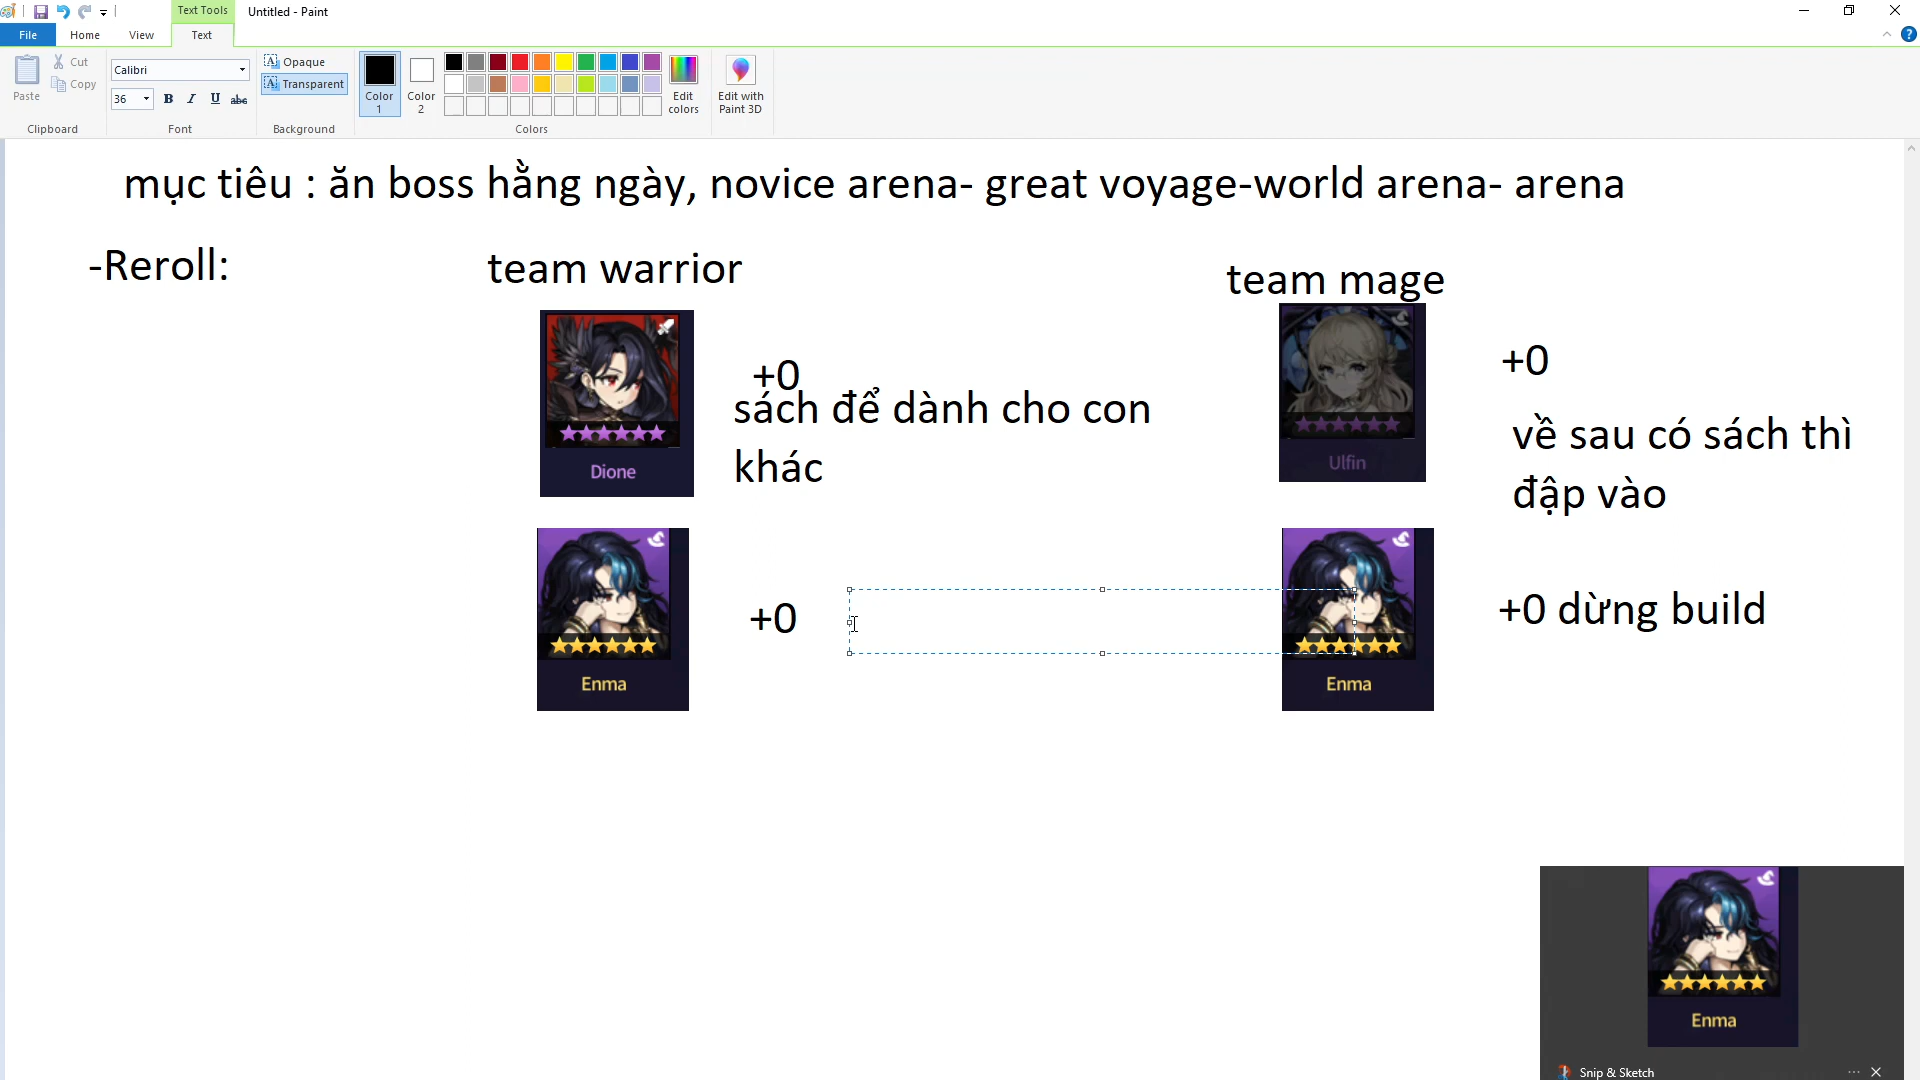 Text Tools
Untitled - Paint
File Home View Text
Paste
Cut
Copy
Clipboard
Calibri
36
B I U abc
Font
Opaque
Transparent
Background
Color 1
Color 2
Edit colors
Colors
Edit with Paint 3D
mục tiêu : ăn boss hằng ngày, novice arena- great voyage-world arena- arena
-Reroll:
team warrior
team mage
Dione
+0
sách để dành cho con
khác
Ulfin
+0
về sau có sách thì
đập vào
Enma
+0
Enma
+0 dừng build
Enma
Snip & Sketch